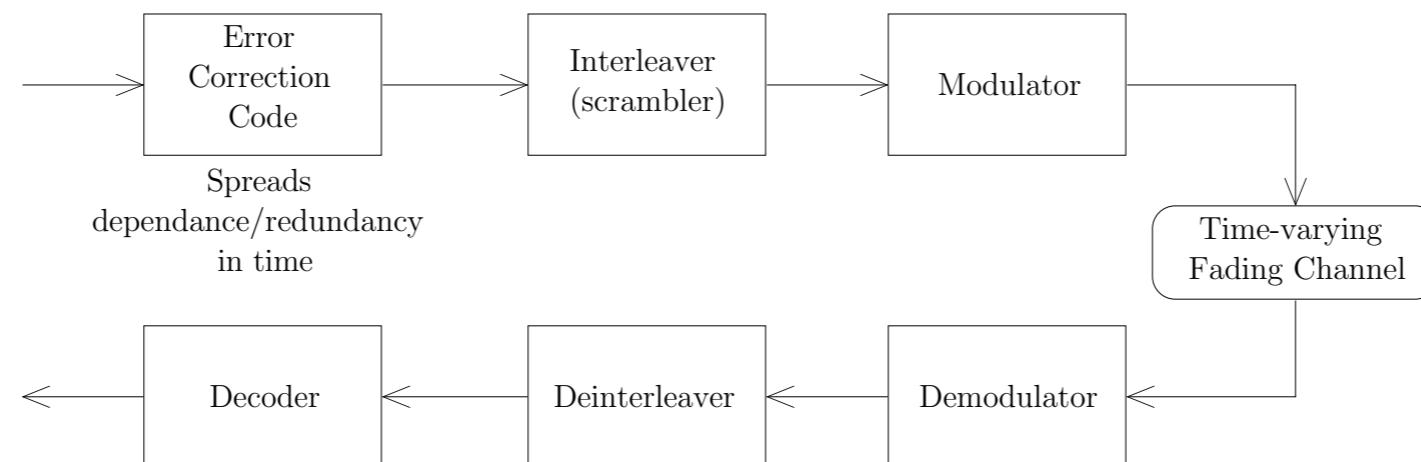 Error
Correction
Code
Interleaver
(scrambler)
Modulator
Spreads
dependance/redundancy
in time
Time-varying
Fading Channel
Decoder
Deinterleaver
Demodulator